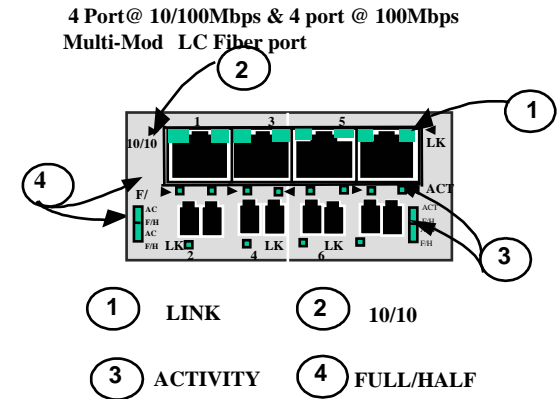 4 Port@ 10/100Mbps & 4 port @ 100Mbps
Multi-Mod LC Fiber port
2
1
1 3 5
10/10
LK
4
F/
ACT
AC
F/H
AC
F/H
ACT
F/H
F/H
LK LK LK
2 4 6
3
1 LINK 2 10/10
3 ACTIVITY 4 FULL/HALF